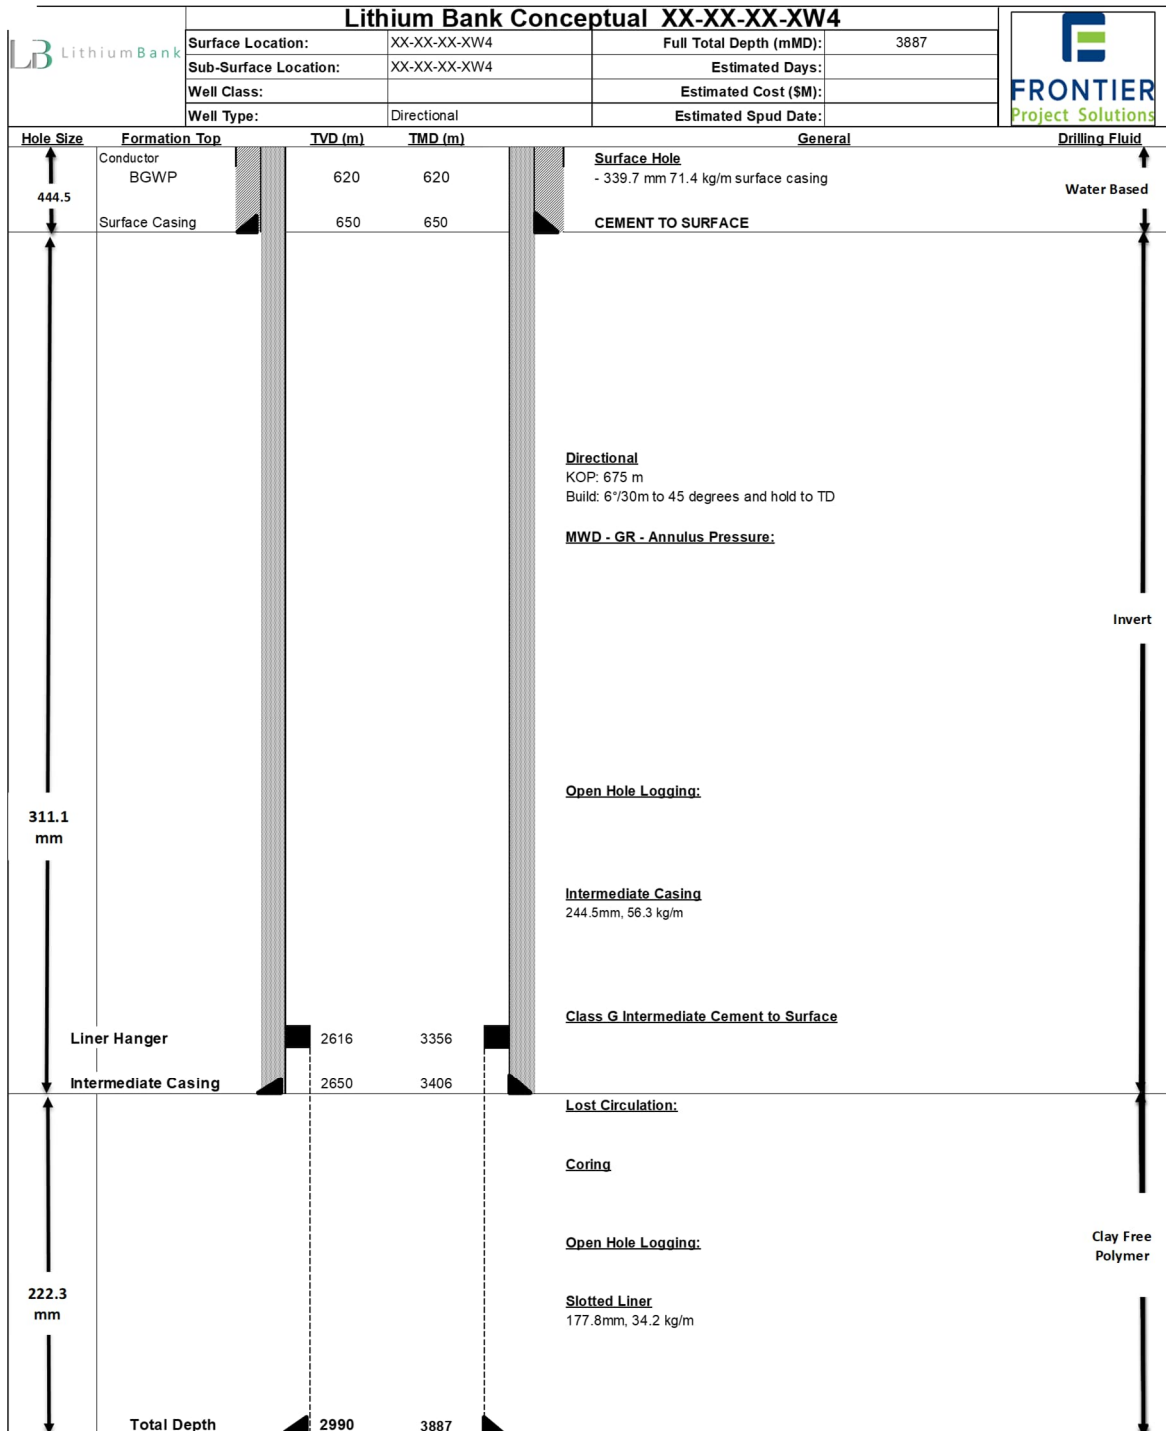 Lithium Bank Conceptual XX-XX-XX-XW4
LB LithiumBank
Surface Location: XX-XX-XX-XW4 Full Total Depth (mMD): 3887
Sub-Surface Location: XX-XX-XX-XW4 Estimated Days:
Well Class: Estimated Cost ($M):
Well Type: Directional Estimated Spud Date:
FRONTIER
Project Solutions
Hole Size Formation Top TVD (m) TMD (m) General Drilling Fluid
Conductor Surface Hole
BGWP 620 620 - 339.7 mm 71.4 kg/m surface casing
444.5 Water Based
Surface Casing 650 650 CEMENT TO SURFACE
Directional
KOP: 675 m
Build: 6°/30m to 45 degrees and hold to TD
MWD - GR - Annulus Pressure:
Invert
Open Hole Logging:
311.1
mm
Intermediate Casing
244.5mm, 56.3 kg/m
Class G Intermediate Cement to Surface
Liner Hanger 2616 3356
Intermediate Casing 2650 3406
Lost Circulation:
Coring
Clay Free
Polymer
Open Hole Logging:
222.3
mm
Slotted Liner
177.8mm, 34.2 kg/m
Total Depth 2990 3887